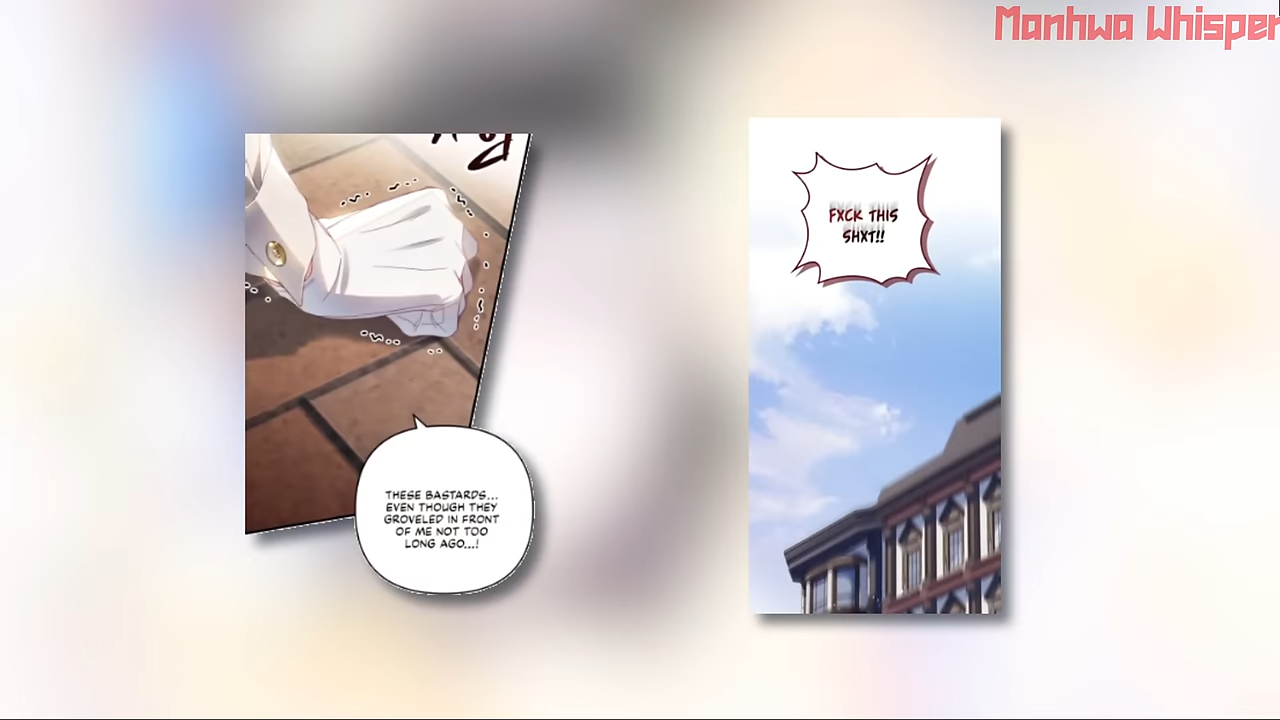 Manhwa Whisper
FXCK THIS
SHXT!!
THESE BASTARDS...
EVEN THOUGH THEY
GROVELED IN FRONT
OF ME NOT TOO
LONG AGO...!